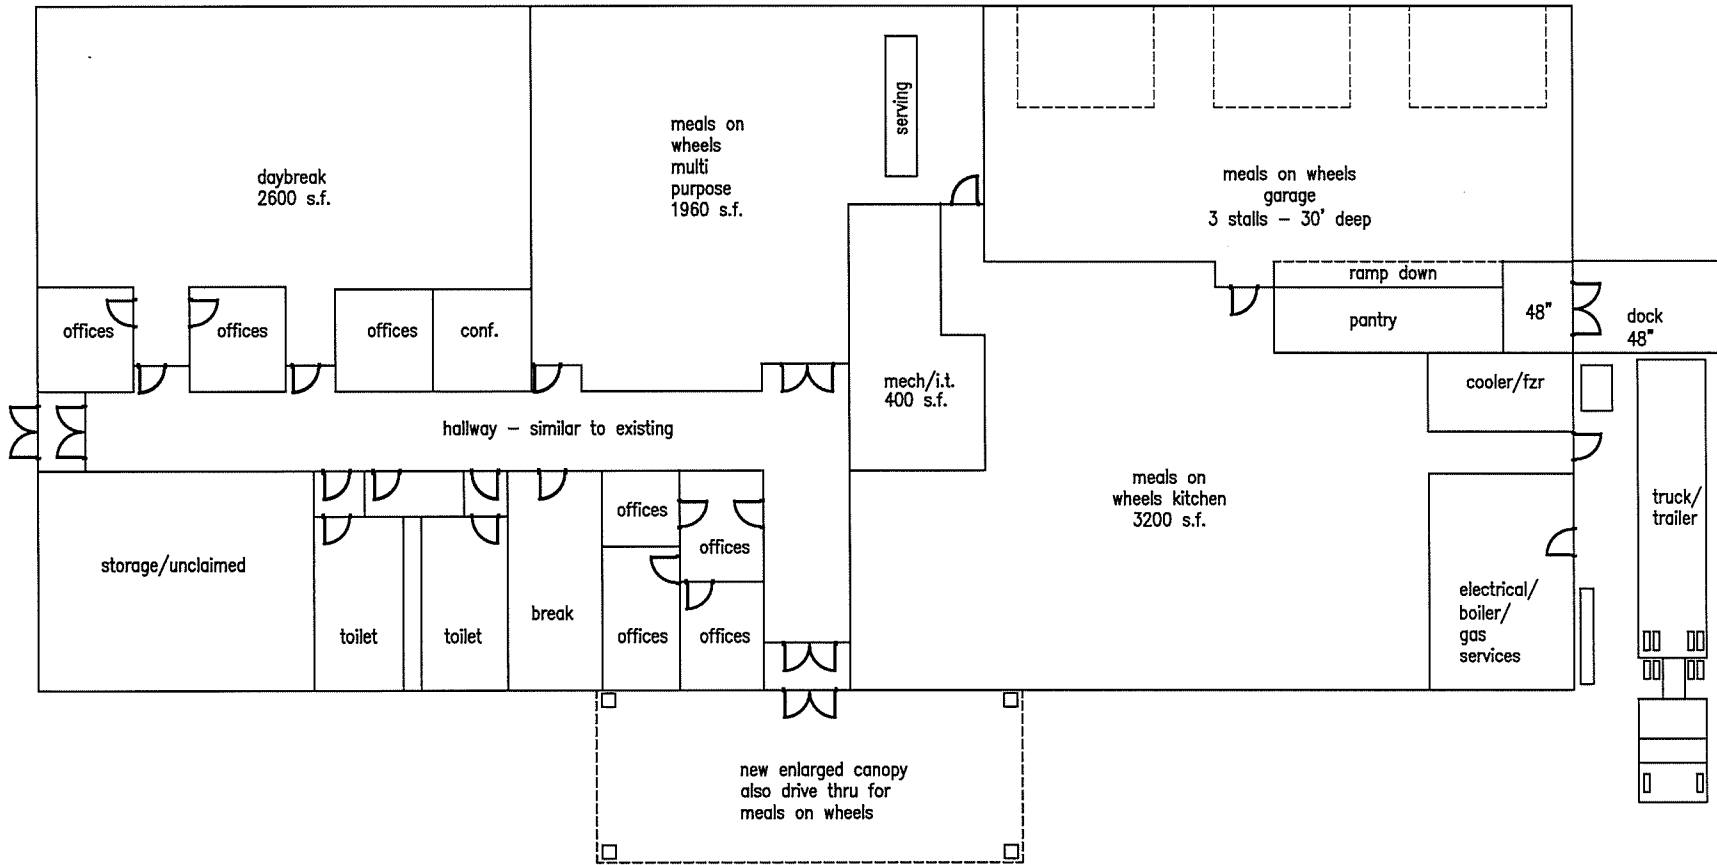 daybreak
2600 s.f.
meals on
wheels
multi
purpose
1960 s.f.
serving
meals on wheels
garage
3 stalls - 30' deep
ramp down
pantry
48"
dock
48"
offices
offices
offices
conf.
mech/i.t.
400 s.f.
cooler/fzr
hallway - similar to existing
meals on
wheels kitchen
3200 s.f.
truck/
trailer
storage/unclaimed
toilet
toilet
break
offices
offices
offices
offices
electrical/
boiler/
gas
services
new enlarged canopy
also drive thru for
meals on wheels